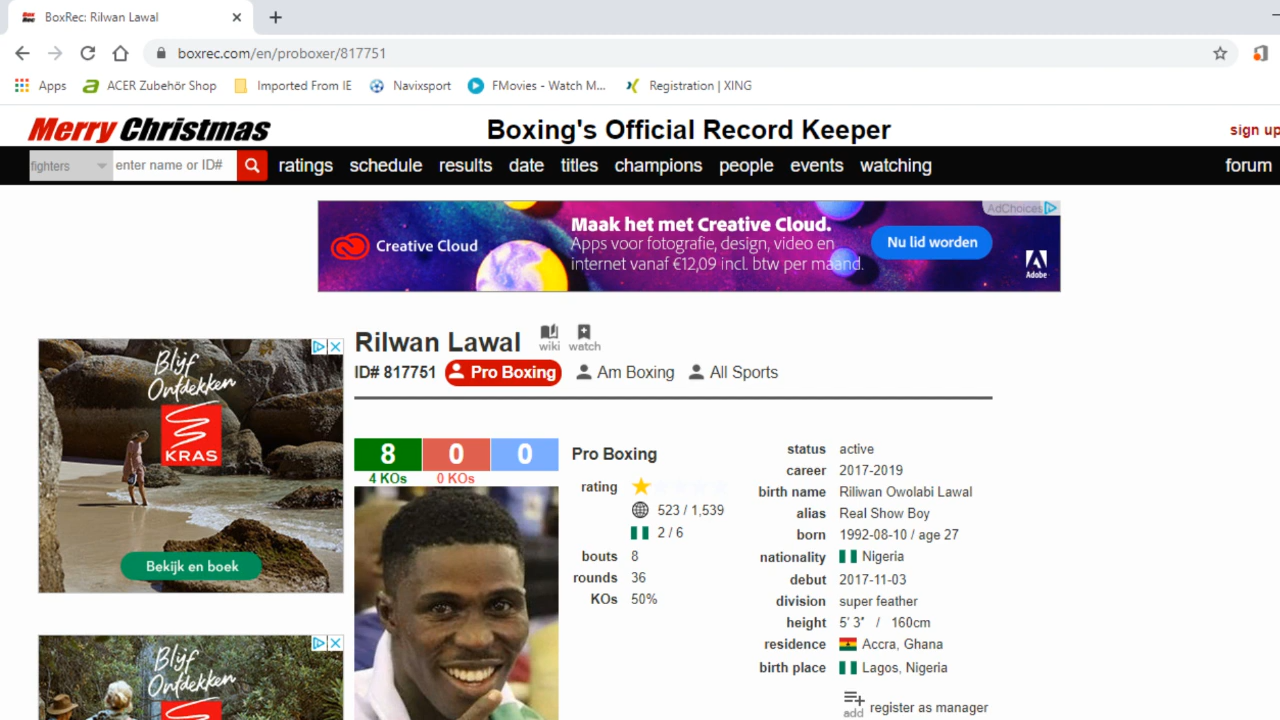 BoxRec: Rilwan Lawal
boxrec.com/en/proboxer/817751
Apps ACER Zubehör Shop Imported From IE Navixsport FMovies - Watch M... Registration | XING
Merry Christmas
Boxing's Official Record Keeper
sign up
fighters enter name or ID# ratings schedule results date titles champions people events watching forum
AdChoices
Creative Cloud
Maak het met Creative Cloud.
Apps voor fotografie, design, video en
internet vanaf €12,09 incl. btw per maand.
Nu lid worden
Adobe
Blijf
Ontdekken
KRAS
Bekijk en boek
Blijf
Ontdekken
KRAS
Rilwan Lawal
wiki watch
ID# 817751 Pro Boxing Am Boxing All Sports
8 0 0
4 KOs 0 KOs
Pro Boxing
rating
523 / 1,539
2 / 6
bouts 8
rounds 36
KOs 50%
status active
career 2017-2019
birth name Riliwan Owolabi Lawal
alias Real Show Boy
born 1992-08-10 / age 27
nationality Nigeria
debut 2017-11-03
division super feather
height 5′ 3″ / 160cm
residence Accra, Ghana
birth place Lagos, Nigeria
add register as manager